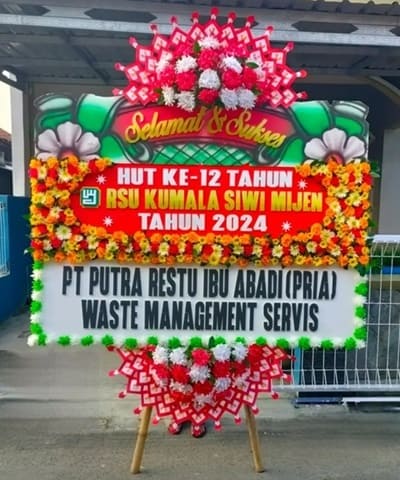 Selamat & Sukses
HUT KE-12 TAHUN
RSU KUMALA SIWI MIJEN
TAHUN 2024
PT PUTRA RESTU IBU ABADI (PRIA)
WASTE MANAGEMENT SERVIS